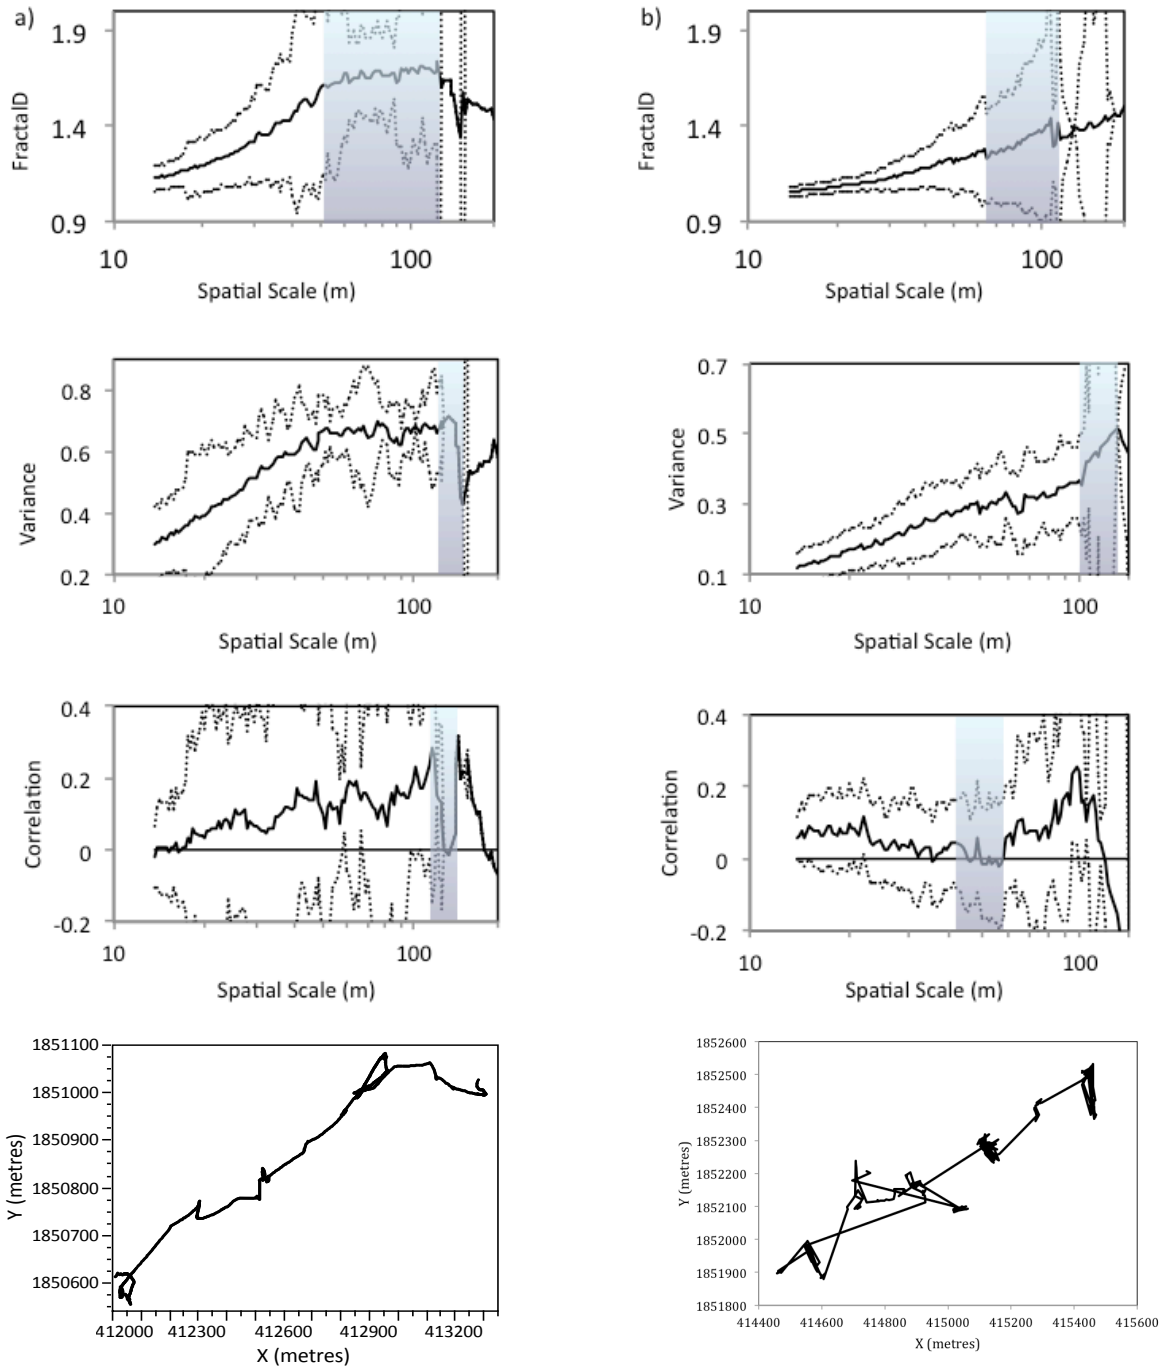 a)
1.9
1.4
0.9
FractalD
10
100
Spatial Scale (m)
b)
1.9
1.4
0.9
FractalD
10
100
Spatial Scale (m)
0.8
0.6
0.4
0.2
Variance
10
100
Spatial Scale (m)
0.7
0.5
0.3
0.1
Variance
10
100
Spatial Scale (m)
0.4
0.2
0
-0.2
Correlation
10
100
Spatial Scale (m)
0.4
0.2
0
-0.2
Correlation
10
100
Spatial Scale (m)
1851100
1851000
1850900
1850800
1850700
1850600
Y (metres)
412000 412300 412600 412900 413200
X (metres)
1852600
1852500
1852400
1852300
1852200
1852100
1852000
1851900
1851800
Y (metres)
414400 414600 414800 415000 415200 415400 415600
X (metres)